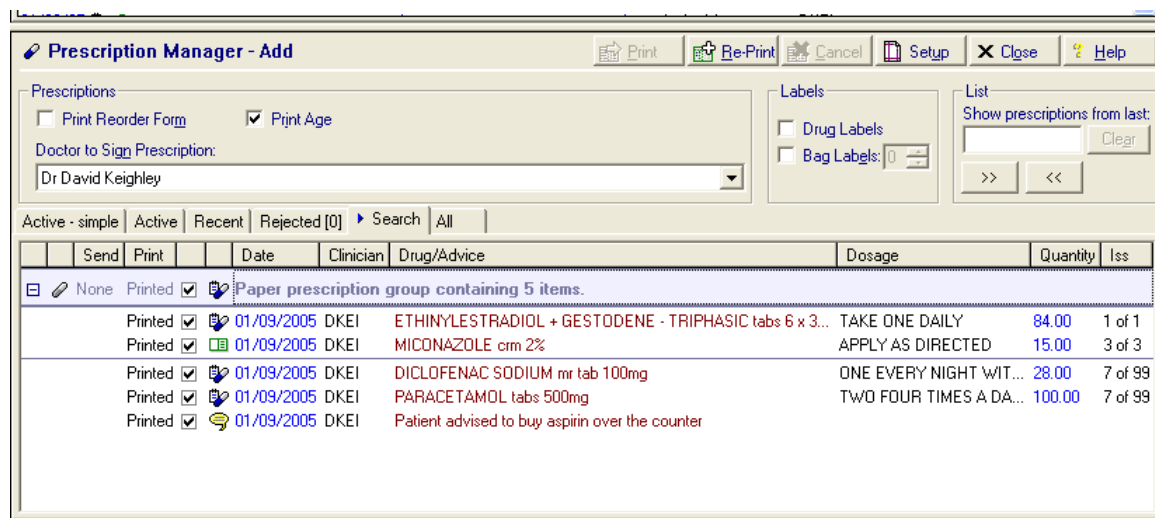 Prescription Manager - Add Print Re-Print Cancel Setup Close Help
Prescriptions Labels List
Print Reorder Form Print Age Drug Labels Show prescriptions from last:
Doctor to Sign Prescription: Bag Labels: 0 Clear
Dr David Keighley >> <<
Active - simple Active Recent Rejected [0] Search All
Send Print Date Clinician Drug/Advice Dosage Quantity Iss
None Printed Paper prescription group containing 5 items.
Printed 01/09/2005 DKEI ETHINYLESTRADIOL + GESTODENE - TRIPHASIC tabs 6 x 3... TAKE ONE DAILY 84.00 1 of 1
Printed 01/09/2005 DKEI MICONAZOLE crm 2% APPLY AS DIRECTED 15.00 3 of 3
Printed 01/09/2005 DKEI DICLOFENAC SODIUM mr tab 100mg ONE EVERY NIGHT WIT... 28.00 7 of 99
Printed 01/09/2005 DKEI PARACETAMOL tabs 500mg TWO FOUR TIMES A DA... 100.00 7 of 99
Printed 01/09/2005 DKEI Patient advised to buy aspirin over the counter